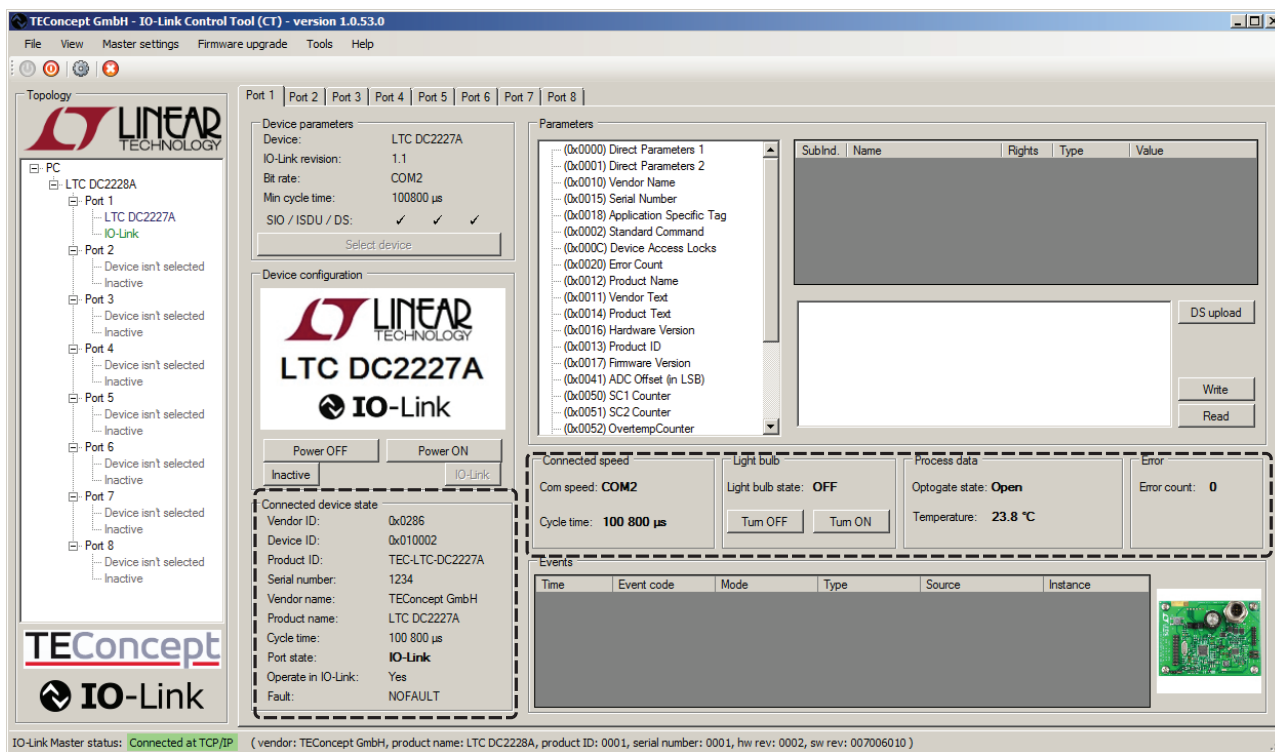 TEConcept GmbH - IO-Link Control Tool (CT) - version 1.0.53.0
File View Master settings Firmware upgrade Tools Help
Topology
LINEAR
TECHNOLOGY
PC
LTC DC2228A
Port 1
LTC DC2227A
IO-Link
Port 2
Device isn't selected
Inactive
Port 3
Device isn't selected
Inactive
Port 4
Device isn't selected
Inactive
Port 5
Device isn't selected
Inactive
Port 6
Device isn't selected
Inactive
Port 7
Device isn't selected
Inactive
Port 8
Device isn't selected
Inactive
TEConcept
IO-Link
Port 1 Port 2 Port 3 Port 4 Port 5 Port 6 Port 7 Port 8
Device parameters
Device: LTC DC2227A
IO-Link revision: 1.1
Bit rate: COM2
Min cycle time: 100800 µs
SIO / ISDU / DS: ✓ ✓ ✓
Select device
Device configuration
LINEAR
TECHNOLOGY
LTC DC2227A
IO-Link
Power OFF Power ON
Inactive IO-Link
Connected device state
Vendor ID: 0x0286
Device ID: 0x010002
Product ID: TEC-LTC-DC2227A
Serial number: 1234
Vendor name: TEConcept GmbH
Product name: LTC DC2227A
Cycle time: 100 800 µs
Port state: IO-Link
Operate in IO-Link: Yes
Fault: NOFAULT
Parameters
(0x0000) Direct Parameters 1
(0x0001) Direct Parameters 2
(0x0010) Vendor Name
(0x0015) Serial Number
(0x0018) Application Specific Tag
(0x0002) Standard Command
(0x000C) Device Access Locks
(0x0020) Error Count
(0x0012) Product Name
(0x0011) Vendor Text
(0x0014) Product Text
(0x0016) Hardware Version
(0x0013) Product ID
(0x0017) Firmware Version
(0x0041) ADC Offset (in LSB)
(0x0050) SC1 Counter
(0x0051) SC2 Counter
(0x0052) OvertempCounter
SubInd. Name Rights Type Value
DS upload
Write
Read
Connected speed
Com speed: COM2
Cycle time: 100 800 µs
Light bulb
Light bulb state: OFF
Turn OFF Turn ON
Process data
Optogate state: Open
Temperature: 23.8 °C
Error
Error count: 0
Events
Time Event code Mode Type Source Instance
IO-Link Master status: Connected at TCP/IP ( vendor: TEConcept GmbH, product name: LTC DC2228A, product ID: 0001, serial number: 0001, hw rev: 0002, sw rev: 007006010 )